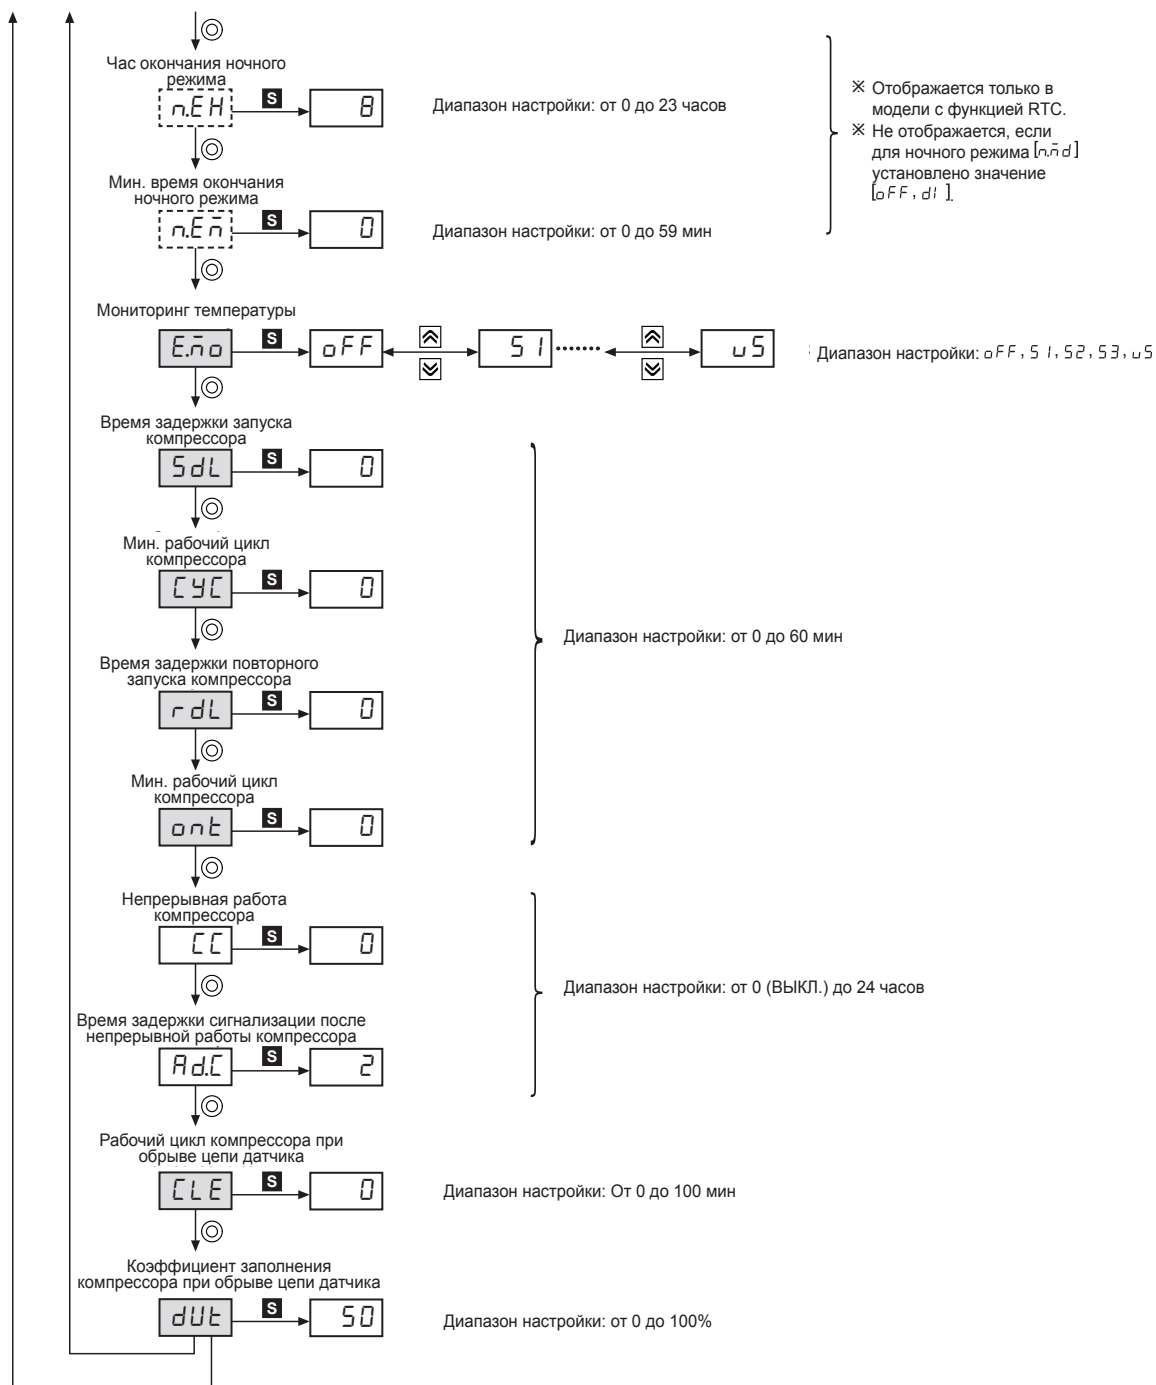 Час окончания ночного
режима
n.EH S 8
Диапазон настройки: от 0 до 23 часов
※ Отображается только в
модели с функцией RTC.
※ Не отображается, если
для ночного режима [n.n̄d]
установлено значение
[oFF, dI ].
Мин. время окончания
ночного режима
n.En̄ S 0
Диапазон настройки: от 0 до 59 мин
Мониторинг температуры
E.n̄o S oFF S1 ....... uS
Диапазон настройки: oFF, S1, S2, S3, uS
Время задержки запуска
компрессора
SdL S 0
Мин. рабочий цикл
компрессора
CYC S 0
Диапазон настройки: от 0 до 60 мин
Время задержки повторного
запуска компрессора
rdL S 0
Мин. рабочий цикл
компрессора
ont S 0
Непрерывная работа
компрессора
CC S 0
Диапазон настройки: от 0 (ВЫКЛ.) до 24 часов
Время задержки сигнализации после
непрерывной работы компрессора
Ad.C S 2
Рабочий цикл компрессора при
обрыве цепи датчика
CLE S 0
Диапазон настройки: От 0 до 100 мин
Коэффициент заполнения
компрессора при обрыве цепи датчика
dUt S 50
Диапазон настройки: от 0 до 100%